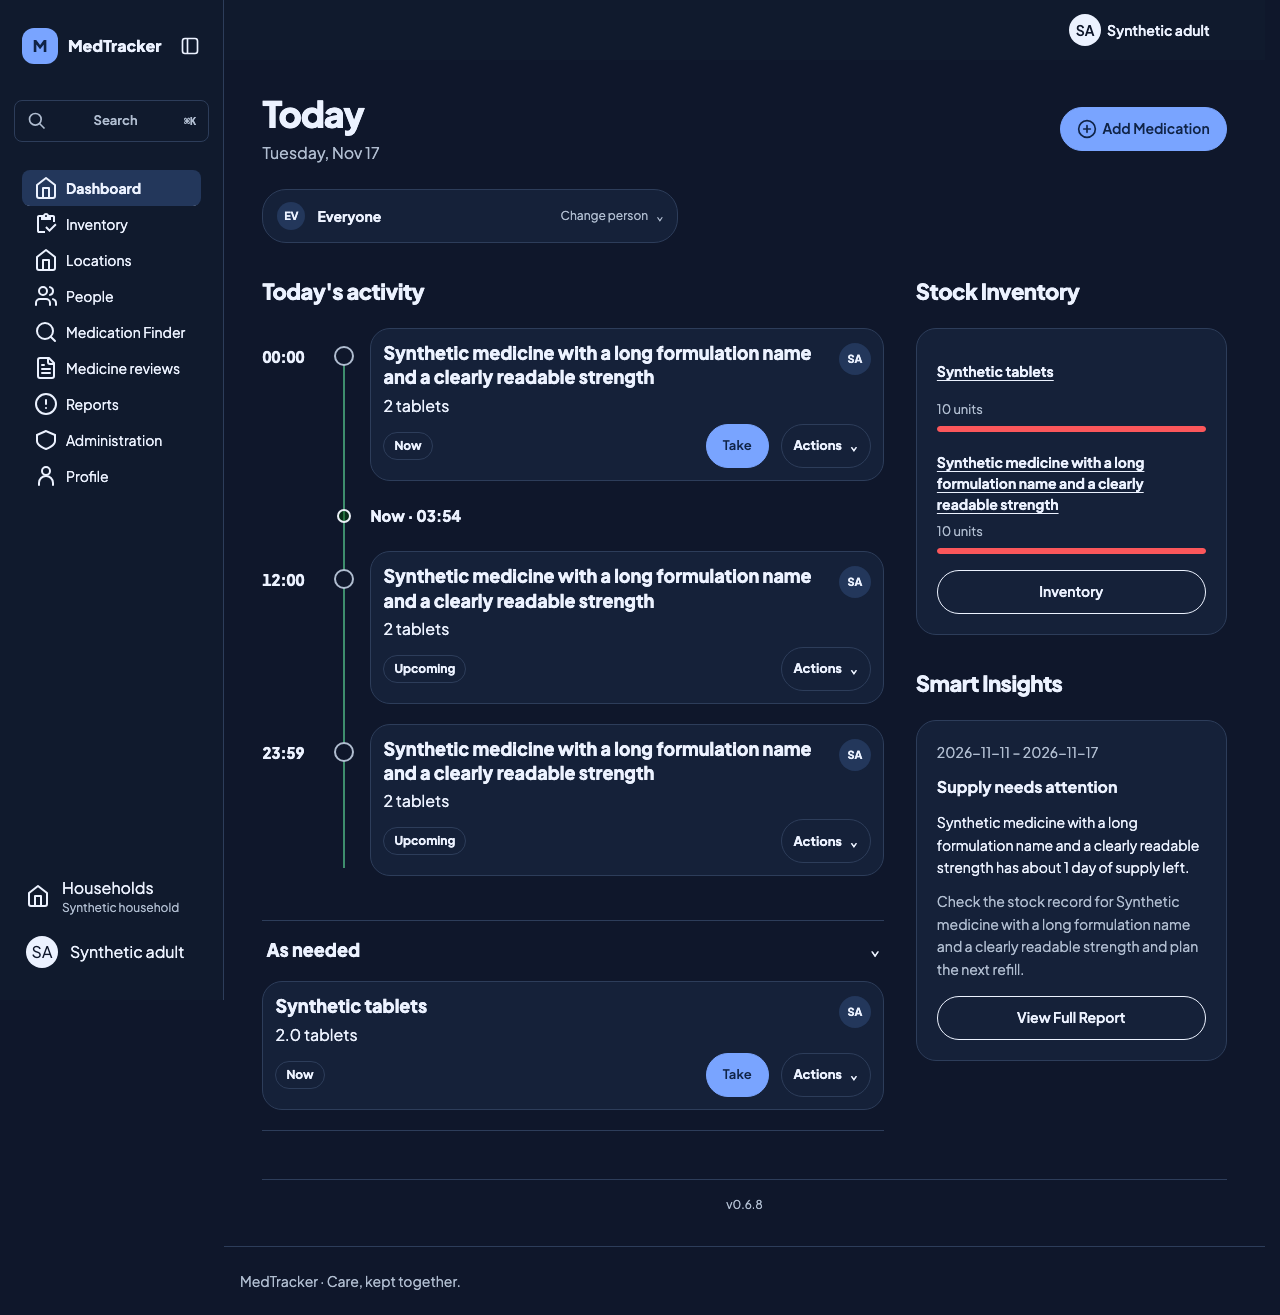 M MedTracker
Search ⌘K
Dashboard
Inventory
Locations
People
Medication Finder
Medicine reviews
Reports
Administration
Profile
Households
Synthetic household
SA Synthetic adult
SA Synthetic adult
Today
Tuesday, Nov 17
Add Medication
EV Everyone Change person
Today's activity
00:00
Synthetic medicine with a long formulation name
and a clearly readable strength
SA
2 tablets
Now Take Actions
Now · 03:54
12:00
Synthetic medicine with a long formulation name
and a clearly readable strength
SA
2 tablets
Upcoming Actions
23:59
Synthetic medicine with a long formulation name
and a clearly readable strength
SA
2 tablets
Upcoming Actions
As needed
Synthetic tablets
SA
2.0 tablets
Now Take Actions
Stock Inventory
Synthetic tablets
10 units
Synthetic medicine with a long
formulation name and a clearly
readable strength
10 units
Inventory
Smart Insights
2026-11-11 – 2026-11-17
Supply needs attention
Synthetic medicine with a long
formulation name and a clearly readable
strength has about 1 day of supply left.
Check the stock record for Synthetic
medicine with a long formulation name
and a clearly readable strength and plan
the next refill.
View Full Report
v0.6.8
MedTracker · Care, kept together.